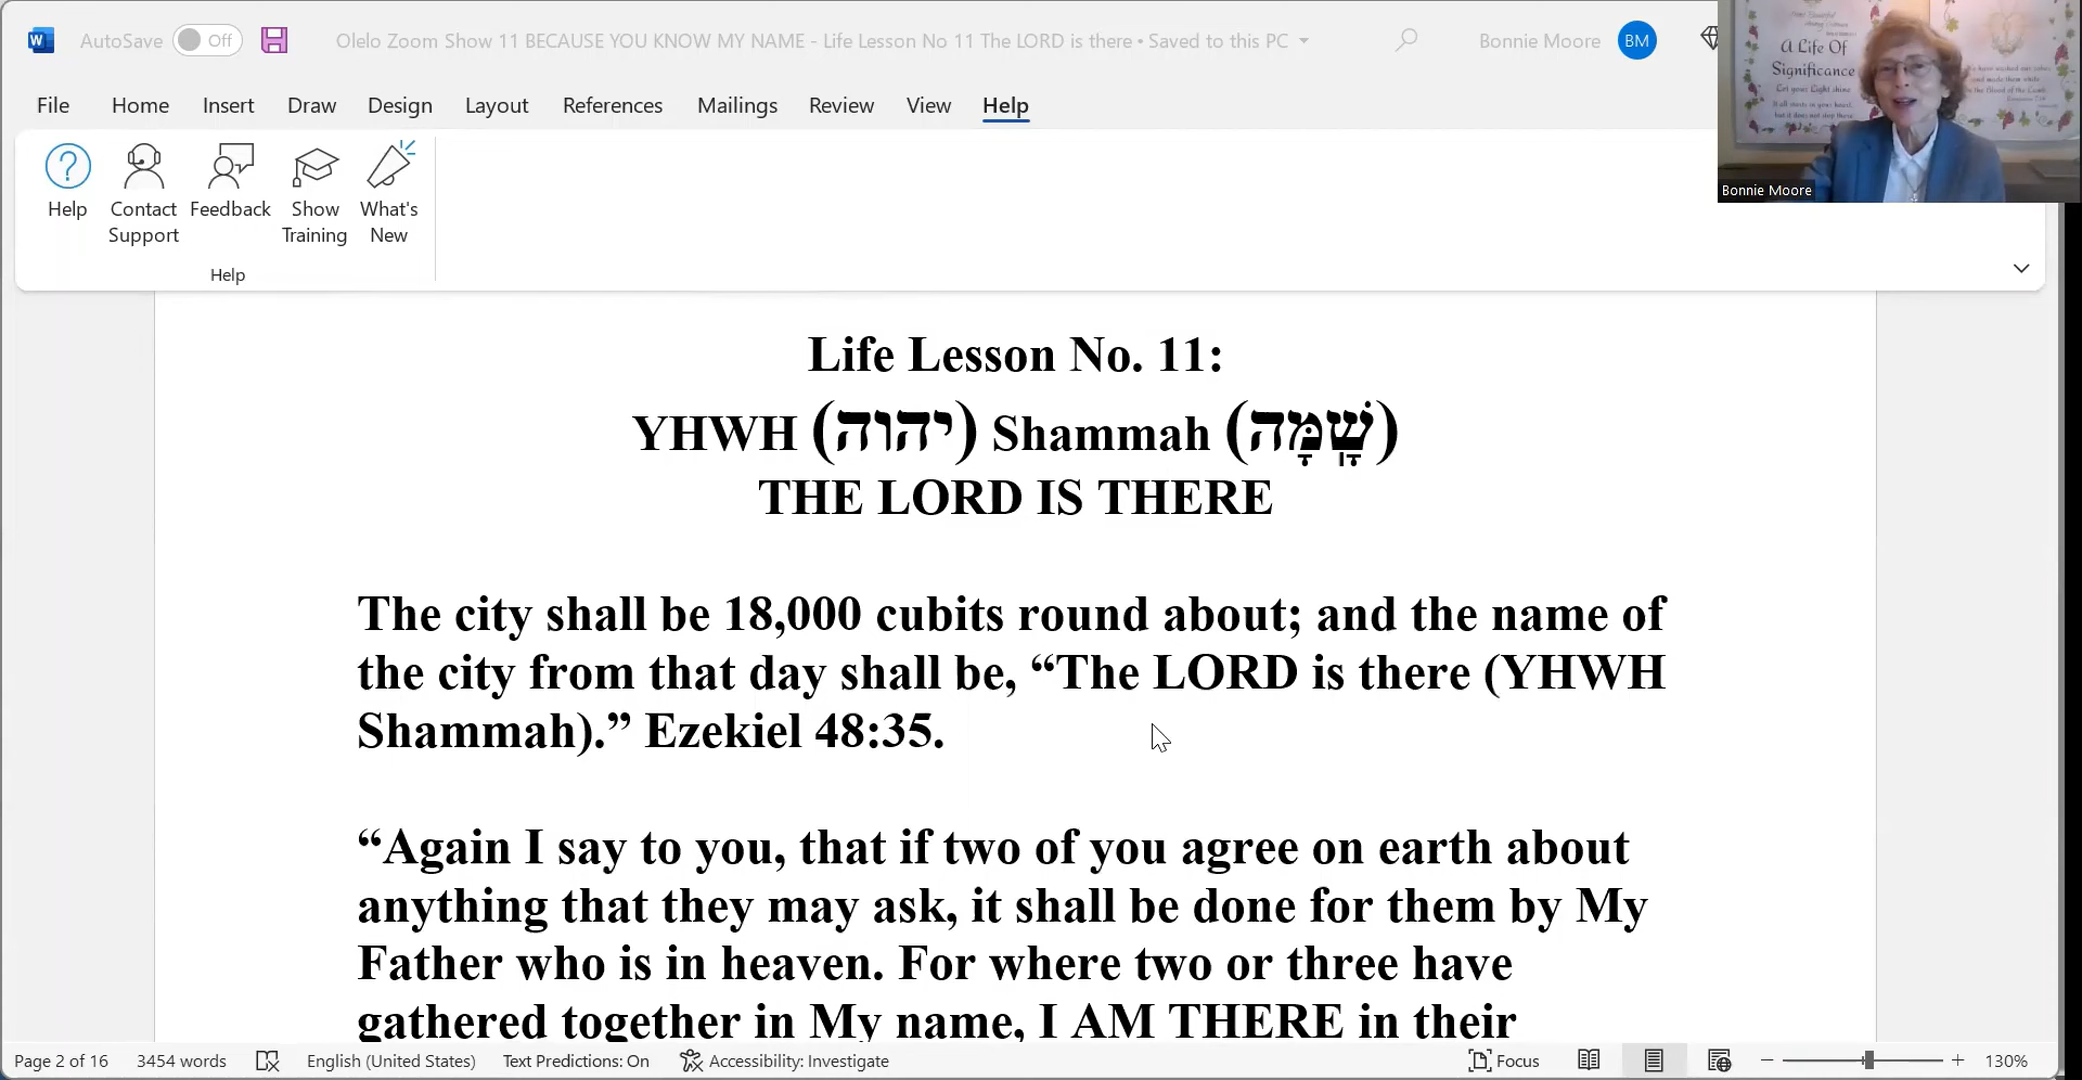 AutoSave Off Olelo Zoom Show 11 BECAUSE YOU KNOW MY NAME - Life Lesson No 11 The LORD is there • Saved to this PC Bonnie Moore BM
File Home Insert Draw Design Layout References Mailings Review View Help
Help Contact Support Feedback Show Training What's New
Help
A Life Of
Significance
Let your Light shine
Bonnie Moore
Life Lesson No. 11:
YHWH (יהוה) Shammah (שָֽׁמָּה)
THE LORD IS THERE
The city shall be 18,000 cubits round about; and the name of
the city from that day shall be, “The LORD is there (YHWH
Shammah).” Ezekiel 48:35.
“Again I say to you, that if two of you agree on earth about
anything that they may ask, it shall be done for them by My
Father who is in heaven. For where two or three have
gathered together in My name, I AM THERE in their
Page 2 of 16 3454 words English (United States) Text Predictions: On Accessibility: Investigate Focus 130%